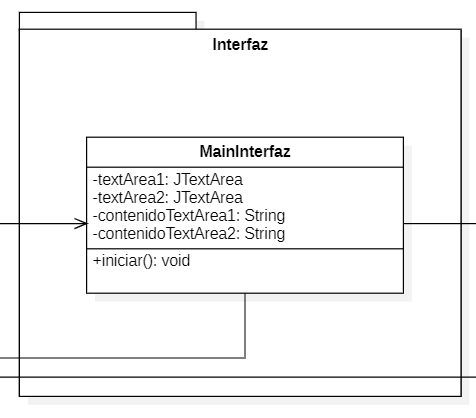 Interfaz
MainInterfaz
-textArea1: JTextArea
-textArea2: JTextArea
-contenidoTextArea1: String
-contenidoTextArea2: String
+iniciar(): void